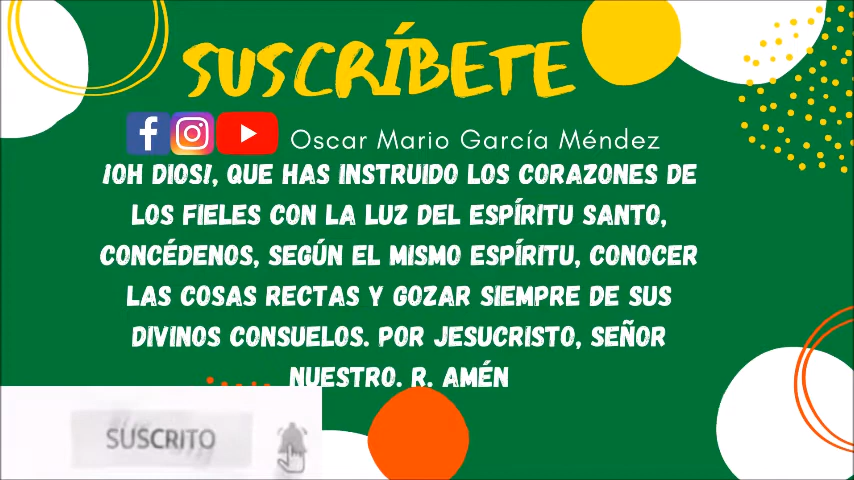 SUSCRÍBETE
Oscar Mario García Méndez
¡OH DIOS!, QUE HAS INSTRUIDO LOS CORAZONES DE
LOS FIELES CON LA LUZ DEL ESPÍRITU SANTO,
CONCÉDENOS, SEGÚN EL MISMO ESPÍRITU, CONOCER
LAS COSAS RECTAS Y GOZAR SIEMPRE DE SUS
DIVINOS CONSUELOS. POR JESUCRISTO, SEÑOR
NUESTRO. R. AMÉN
SUSCRITO